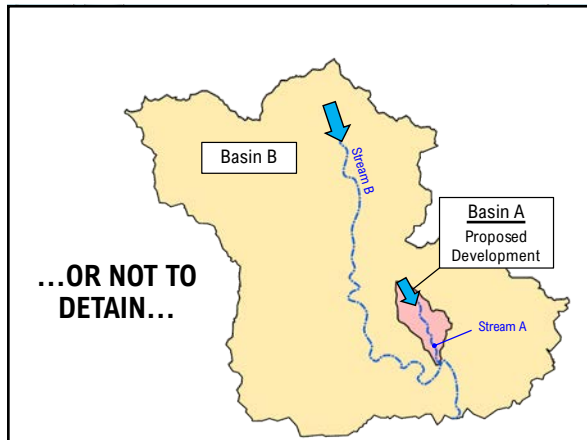 Basin B
Stream B
Basin A
Proposed
Development
...OR NOT TO
DETAIN...
Stream A